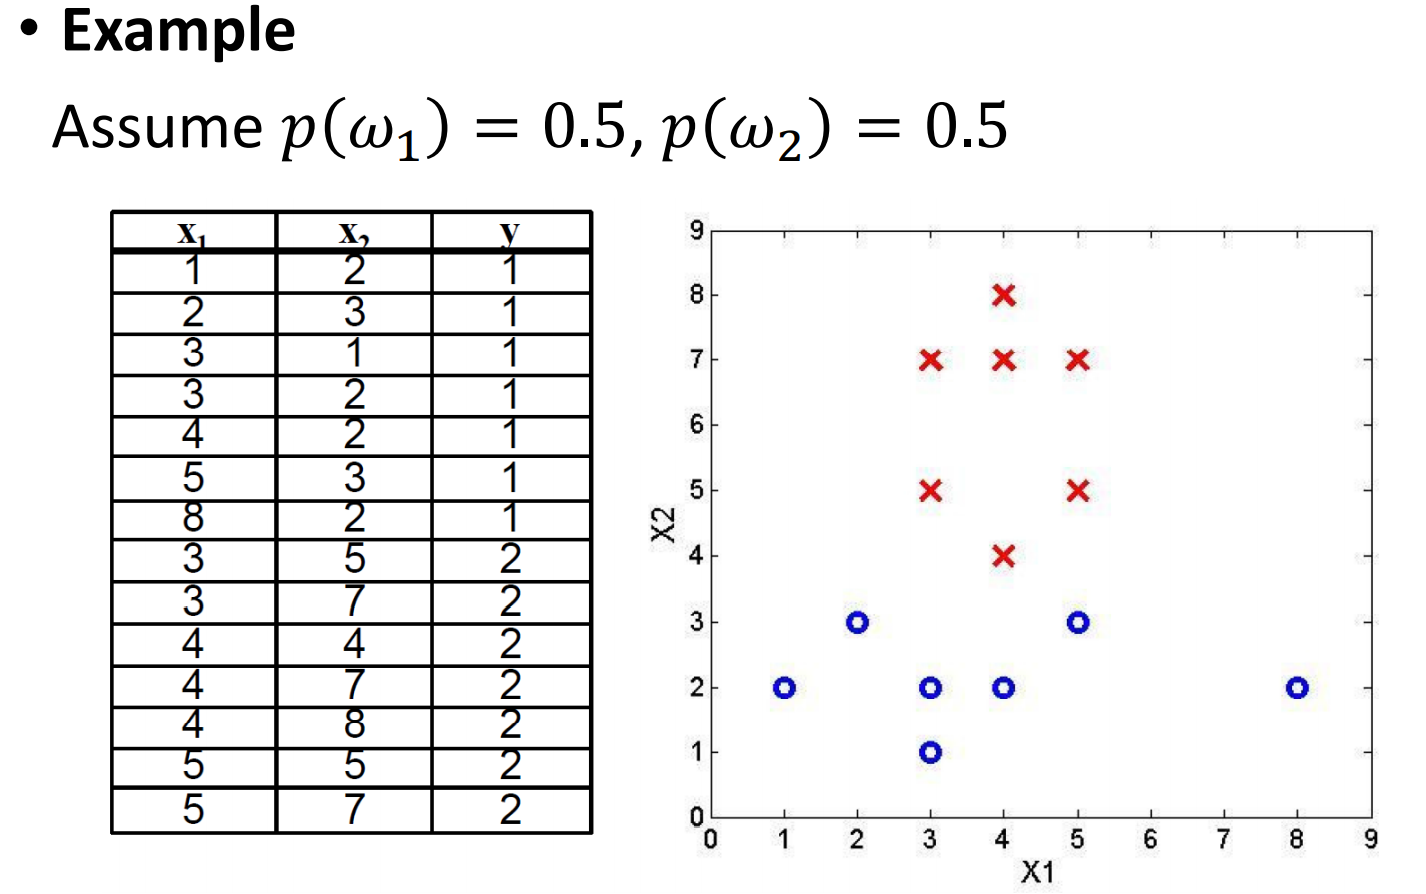 • Example
Assume p(ω₁) = 0.5, p(ω₂) = 0.5
x₁ x₂ y
1 2 1
2 3 1
3 1 1
3 2 1
4 2 1
5 3 1
8 2 1
3 5 2
3 7 2
4 4 2
4 7 2
4 8 2
5 5 2
5 7 2
9
8
7
6
5
4
3
2
1
0
X2
0 1 2 3 4 5 6 7 8 9
X1